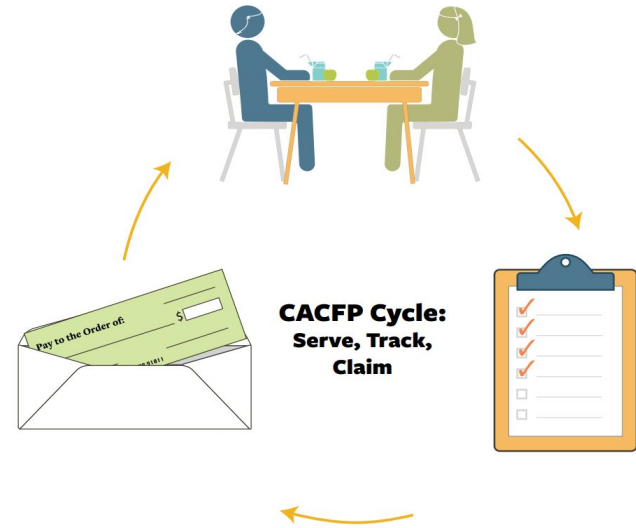 CACFP Cycle:
Serve, Track,
Claim
Pay to the Order of:
$